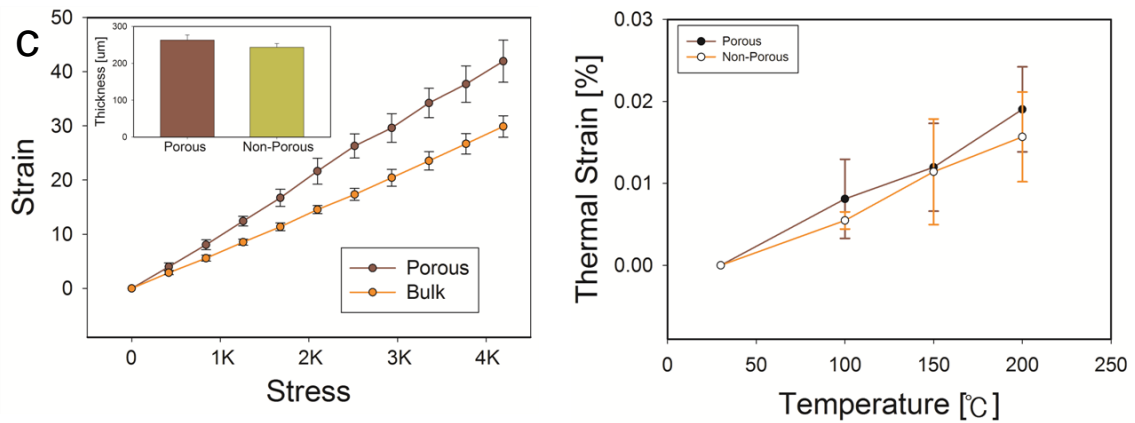 c
50
40
30
20
10
0
Strain
0
1K
2K
3K
4K
Stress
300
200
100
0
Thickness [um]
Porous
Non-Porous
Porous
Bulk
0.03
0.02
0.01
0.00
Thermal Strain [%]
Porous
Non-Porous
0
50
100
150
200
250
Temperature [℃]